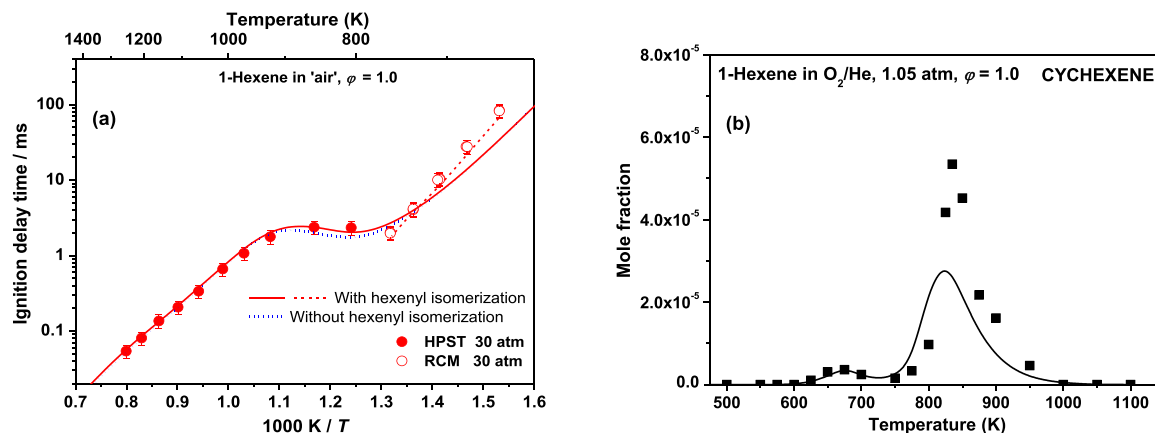 Temperature (K)
1400 1200 1000 800
1-Hexene in 'air', φ = 1.0
(a)
100
10
1
0.1
Ignition delay time / ms
With hexenyl isomerization
Without hexenyl isomerization
HPST 30 atm
RCM 30 atm
0.7 0.8 0.9 1.0 1.1 1.2 1.3 1.4 1.5 1.6
1000 K / T
8.0x10⁻⁵
1-Hexene in O₂/He, 1.05 atm, φ = 1.0 CYCHEXENE
(b)
6.0x10⁻⁵
4.0x10⁻⁵
2.0x10⁻⁵
0.0
Mole fraction
500 600 700 800 900 1000 1100
Temperature (K)